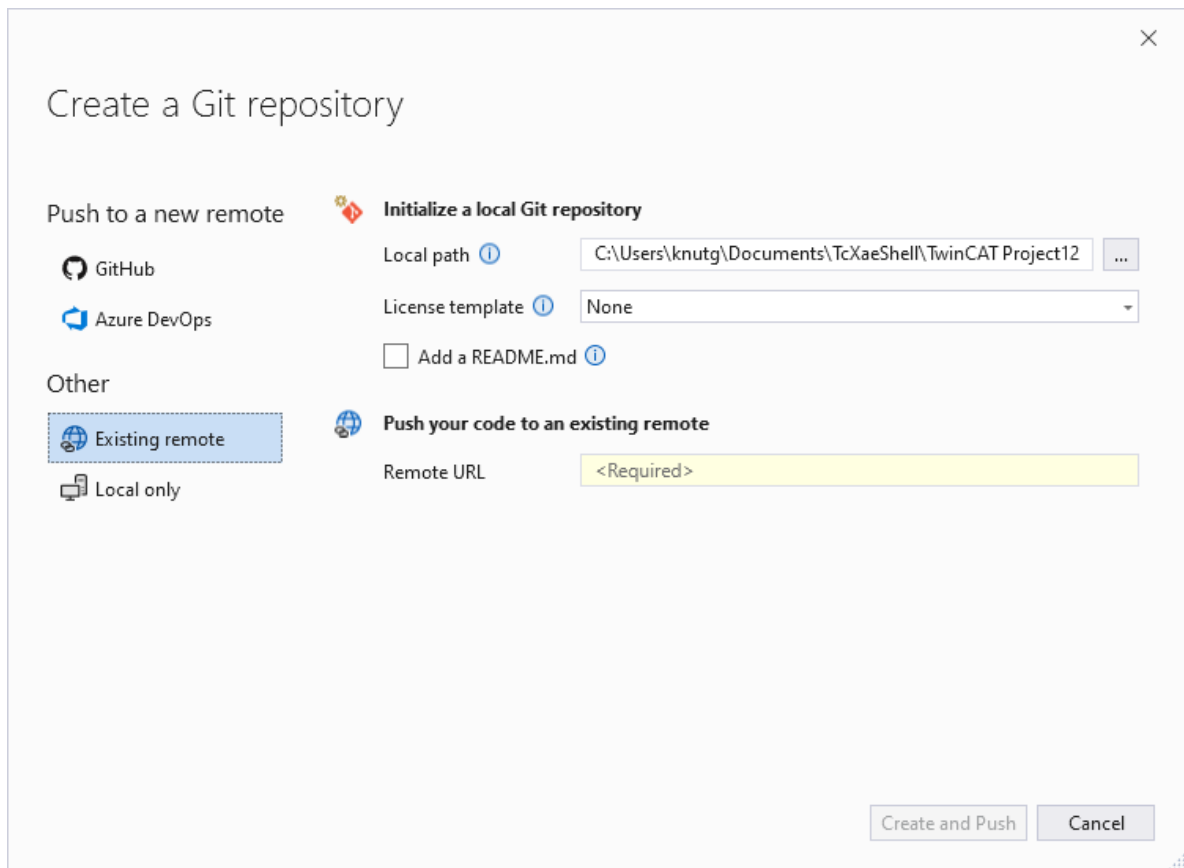 Create a Git repository
Push to a new remote
GitHub
Azure DevOps
Other
Existing remote
Local only
Initialize a local Git repository
Local path
C:\Users\knutg\Documents\TcXaeShell\TwinCAT Project12
...
License template
None
Add a README.md
Push your code to an existing remote
Remote URL
<Required>
Create and Push
Cancel